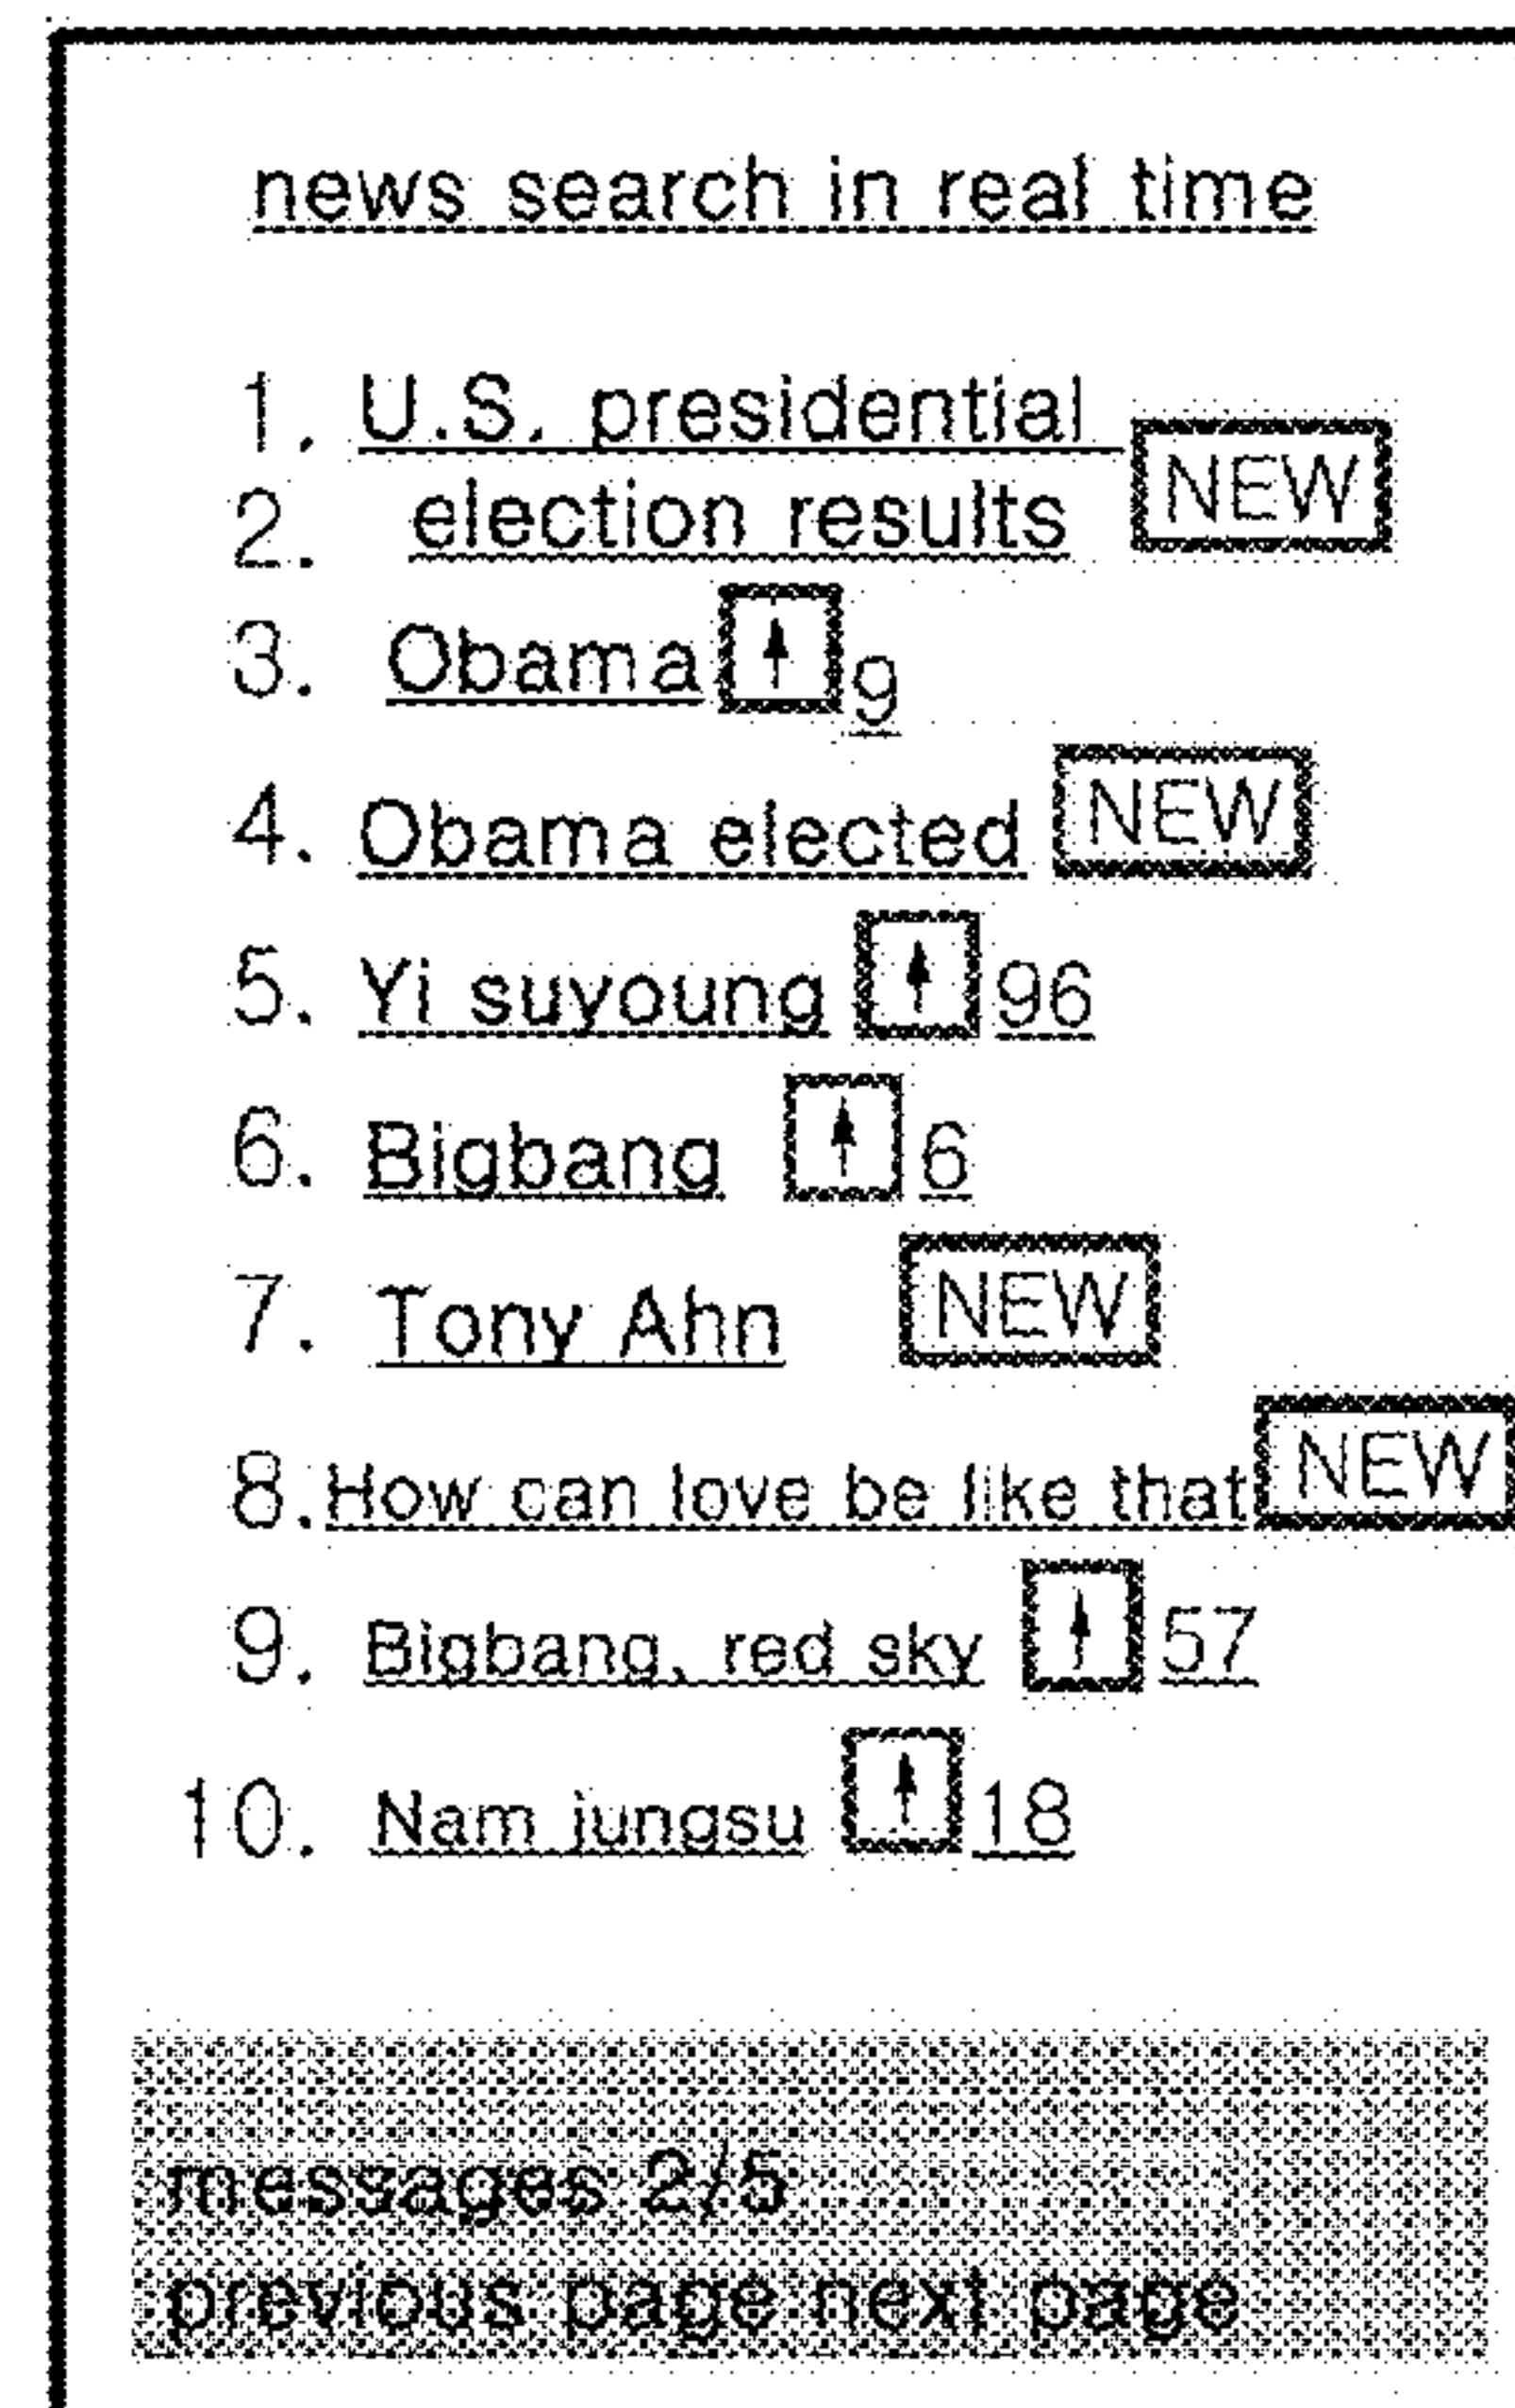 news search in real time
1. U.S. presidential
2. election results NEW
3. Obama ↑ 9
4. Obama elected NEW
5. Yi suyoung ↑ 96
6. Bigbang ↑ 6
7. Tony Ahn NEW
8. How can love be like that NEW
9. Bigbang, red sky ↑ 57
10. Nam jungsu ↑ 18
messages 2/5
previous page next page